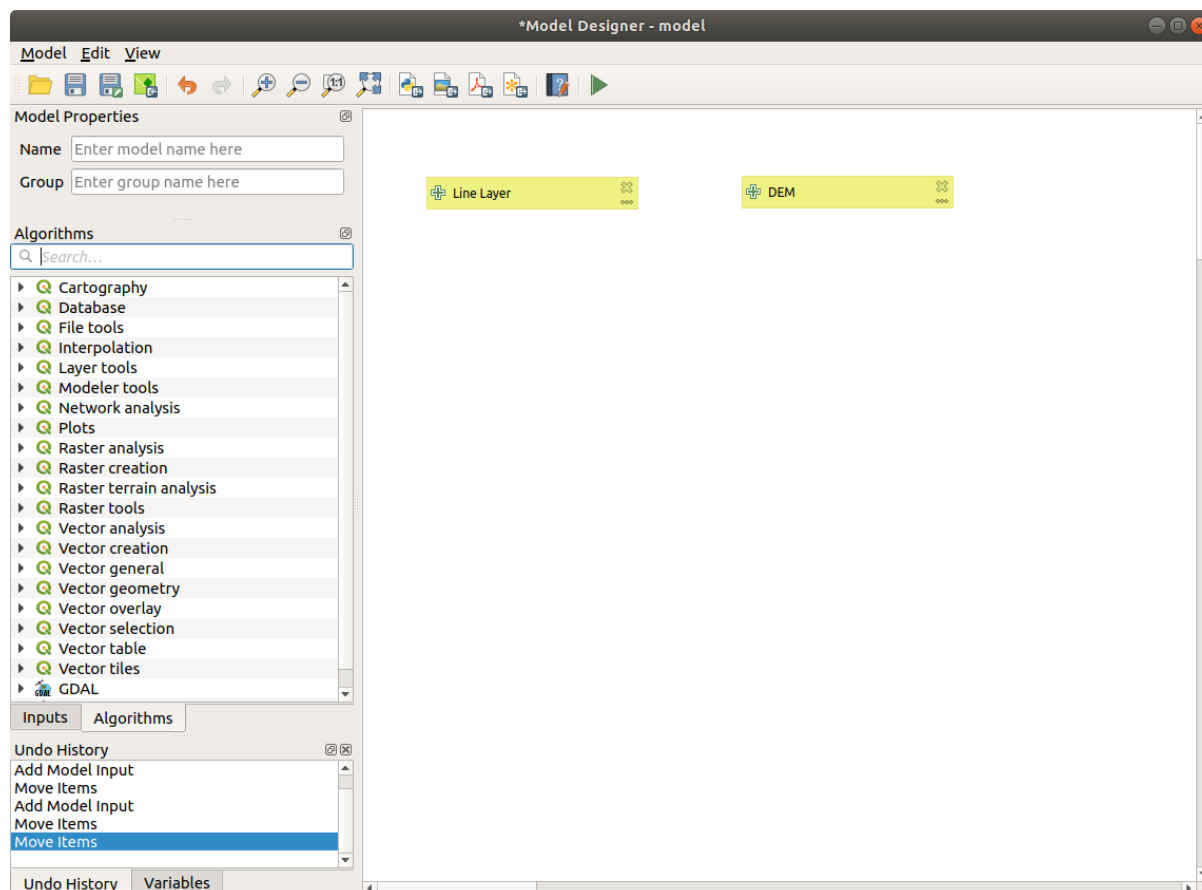 *Model Designer - model
Model Edit View
Model Properties
Name Enter model name here
Group Enter group name here
Algorithms
Search...
Cartography
Database
File tools
Interpolation
Layer tools
Modeler tools
Network analysis
Plots
Raster analysis
Raster creation
Raster terrain analysis
Raster tools
Vector analysis
Vector creation
Vector general
Vector geometry
Vector overlay
Vector selection
Vector table
Vector tiles
GDAL GDAL
Inputs Algorithms
Undo History
Add Model Input
Move Items
Add Model Input
Move Items
Move Items
Undo History Variables
1:1
Line Layer
DEM